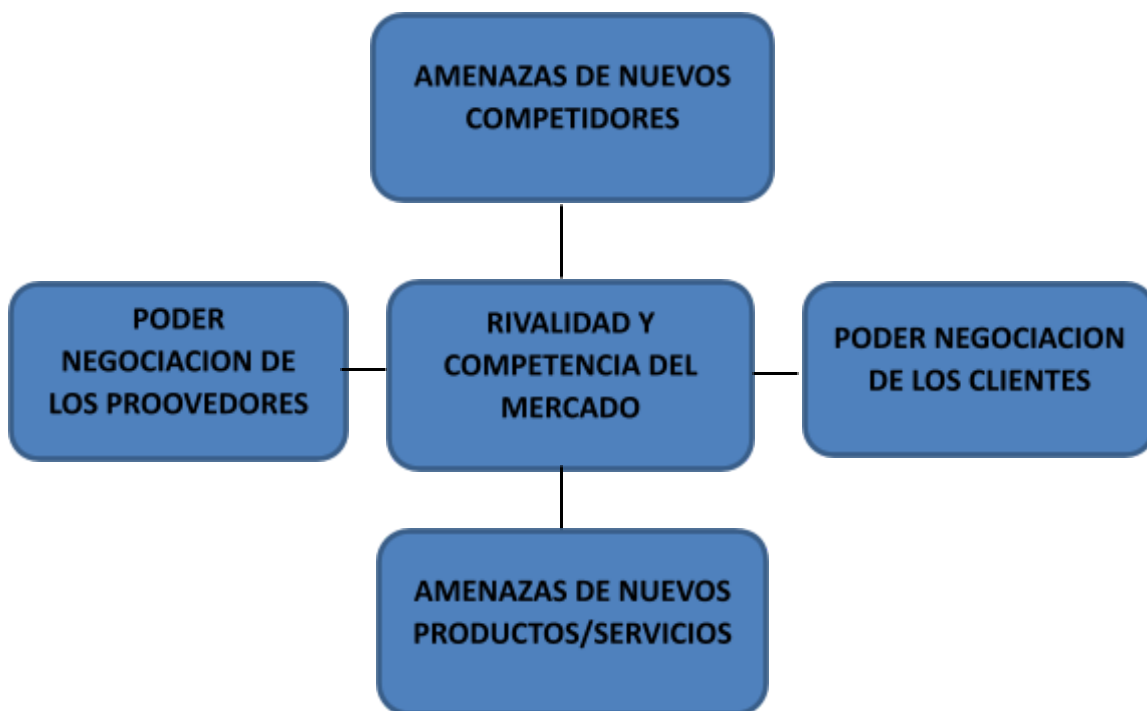 AMENAZAS DE NUEVOS
COMPETIDORES
PODER
NEGOCIACION DE
LOS PROOVEDORES
RIVALIDAD Y
COMPETENCIA DEL
MERCADO
PODER NEGOCIACION
DE LOS CLIENTES
AMENAZAS DE NUEVOS
PRODUCTOS/SERVICIOS